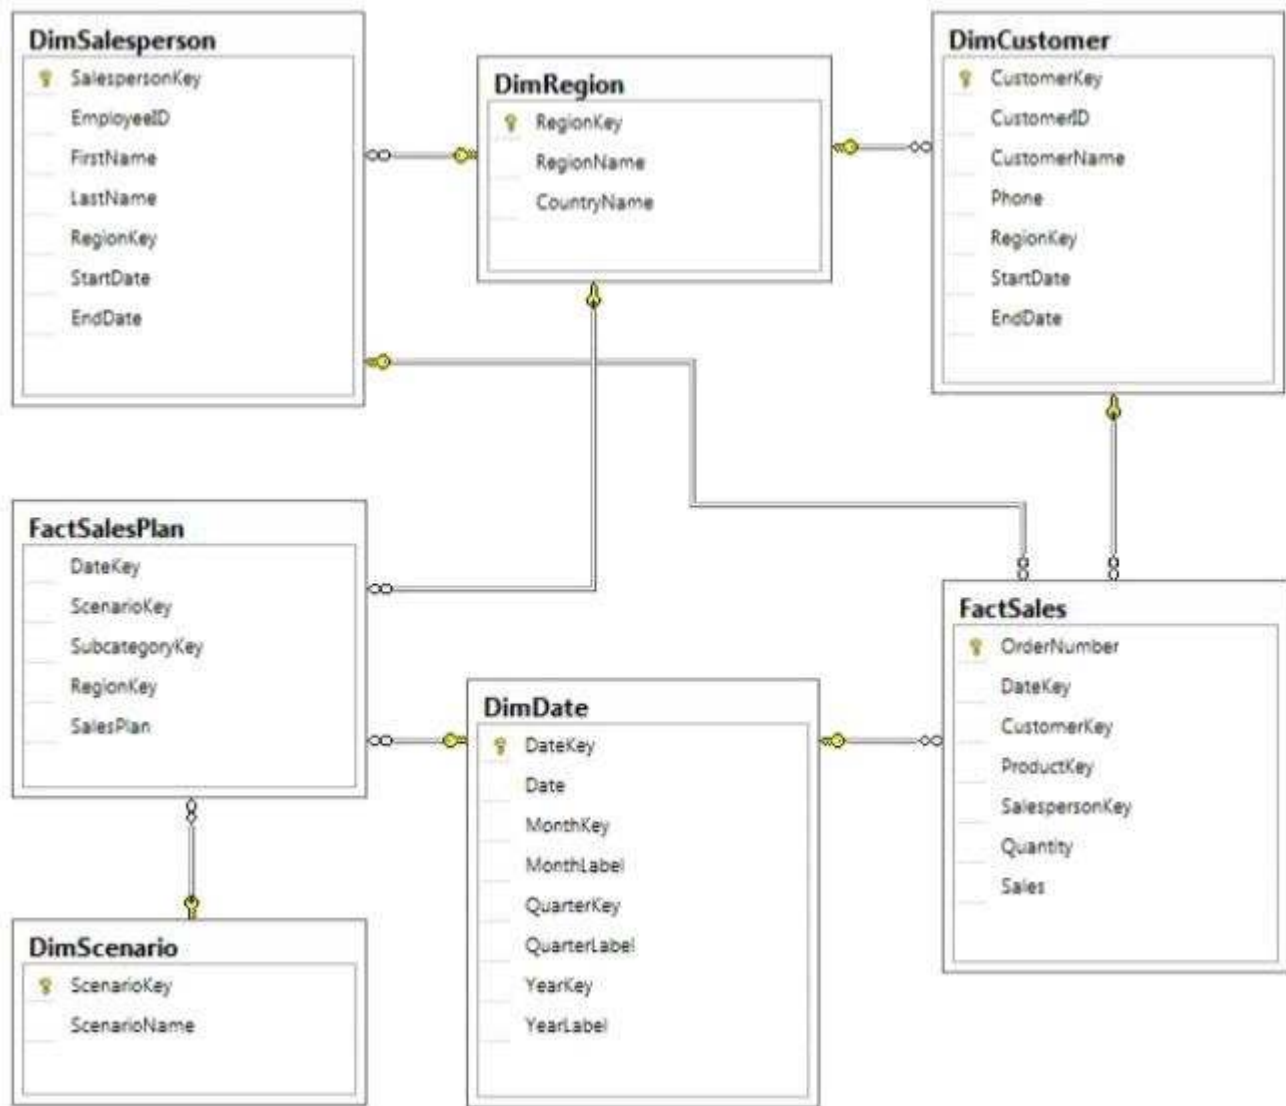 DimSalesperson
SalespersonKey
EmployeeID
FirstName
LastName
RegionKey
StartDate
EndDate
DimRegion
RegionKey
RegionName
CountryName
DimCustomer
CustomerKey
CustomerID
CustomerName
Phone
RegionKey
StartDate
EndDate
FactSalesPlan
DateKey
ScenarioKey
SubcategoryKey
RegionKey
SalesPlan
DimDate
DateKey
Date
MonthKey
MonthLabel
QuarterKey
QuarterLabel
YearKey
YearLabel
FactSales
OrderNumber
DateKey
CustomerKey
ProductKey
SalespersonKey
Quantity
Sales
DimScenario
ScenarioKey
ScenarioName